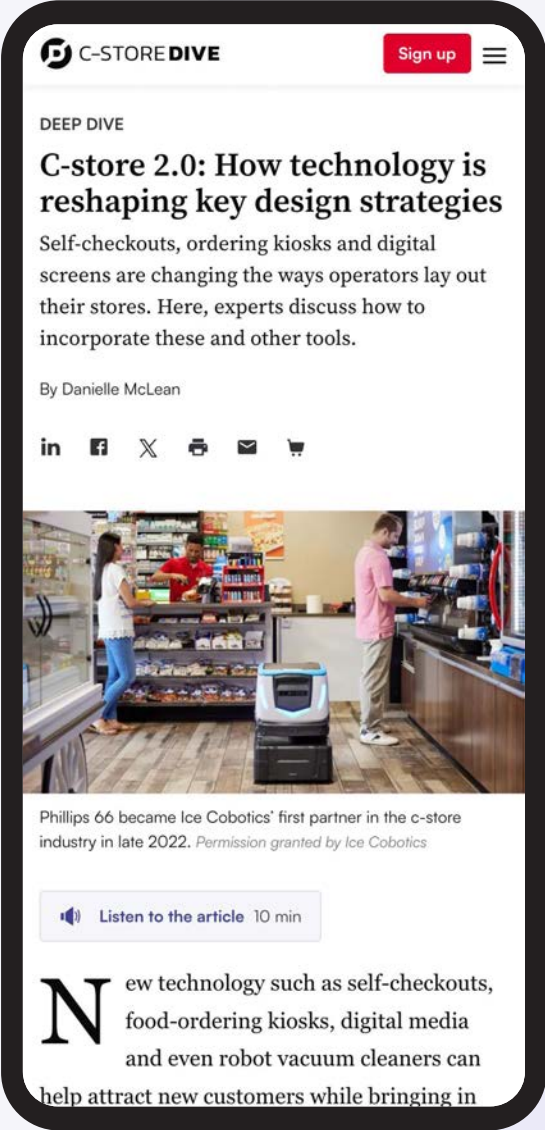 C-STORE DIVE
Sign up
DEEP DIVE
C-store 2.0: How technology is
reshaping key design strategies
Self-checkouts, ordering kiosks and digital
screens are changing the ways operators lay out
their stores. Here, experts discuss how to
incorporate these and other tools.
By Danielle McLean
Phillips 66 became Ice Cobotics’ first partner in the c-store
industry in late 2022. Permission granted by Ice Cobotics
Listen to the article 10 min
New technology such as self-checkouts,
food-ordering kiosks, digital media
and even robot vacuum cleaners can
help attract new customers while bringing in